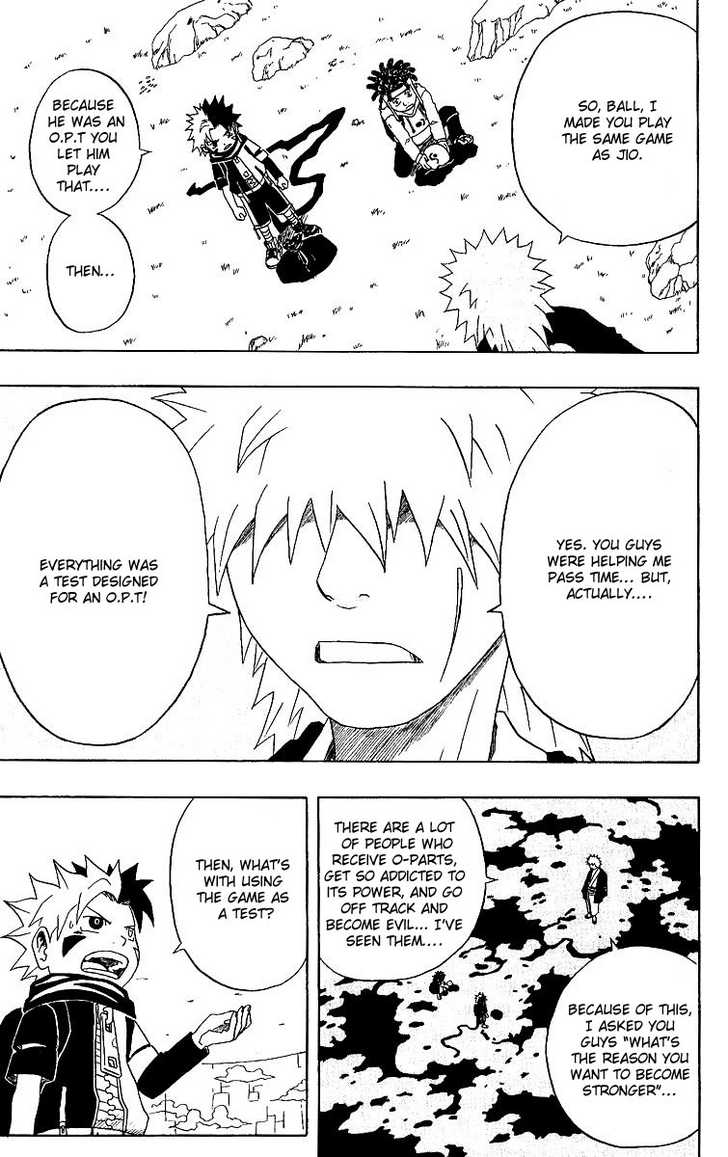 SO, BALL, I
MADE YOU PLAY
THE SAME GAME
AS JIO.
BECAUSE
HE WAS AN
O.P.T YOU
LET HIM
PLAY
THAT....
THEN...
YES. YOU GUYS
WERE HELPING ME
PASS TIME... BUT,
ACTUALLY....
EVERYTHING WAS
A TEST DESIGNED
FOR AN O.P.T!
THERE ARE A LOT
OF PEOPLE WHO
RECEIVE O-PARTS,
GET SO ADDICTED TO
ITS POWER, AND GO
OFF TRACK AND
BECOME EVIL... I'VE
SEEN THEM....
BECAUSE OF THIS,
I ASKED YOU
GUYS "WHAT'S
THE REASON YOU
WANT TO BECOME
STRONGER"...
THEN, WHAT'S
WITH USING
THE GAME AS
A TEST?